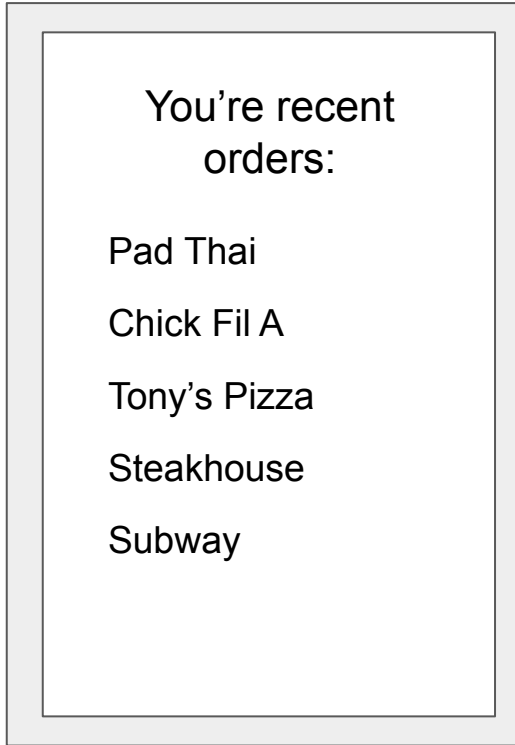 You’re recent
orders:
Pad Thai
Chick Fil A
Tony’s Pizza
Steakhouse
Subway